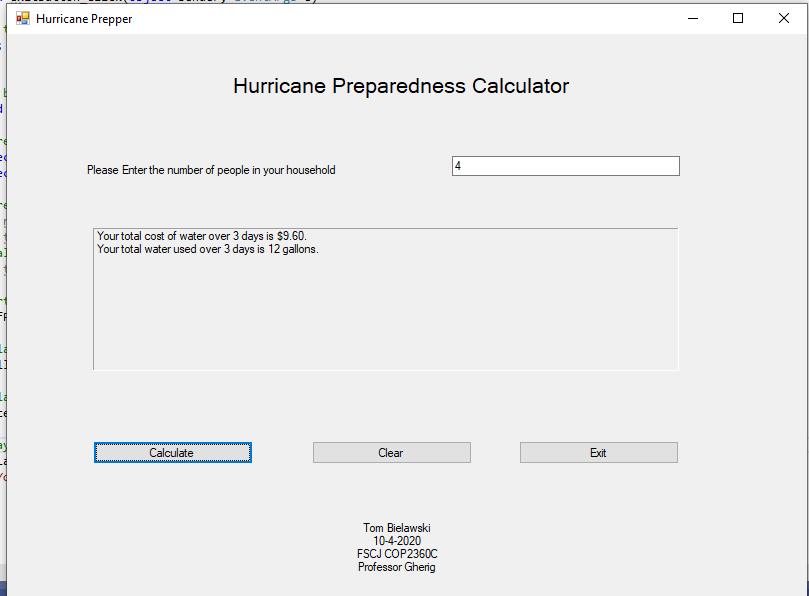 Hurricane Prepper
Hurricane Preparedness Calculator
Please Enter the number of people in your household
4
Your total cost of water over 3 days is $9.60.
Your total water used over 3 days is 12 gallons.
Calculate
Clear
Exit
Tom Bielawski
10-4-2020
FSCJ COP2360C
Professor Gherig